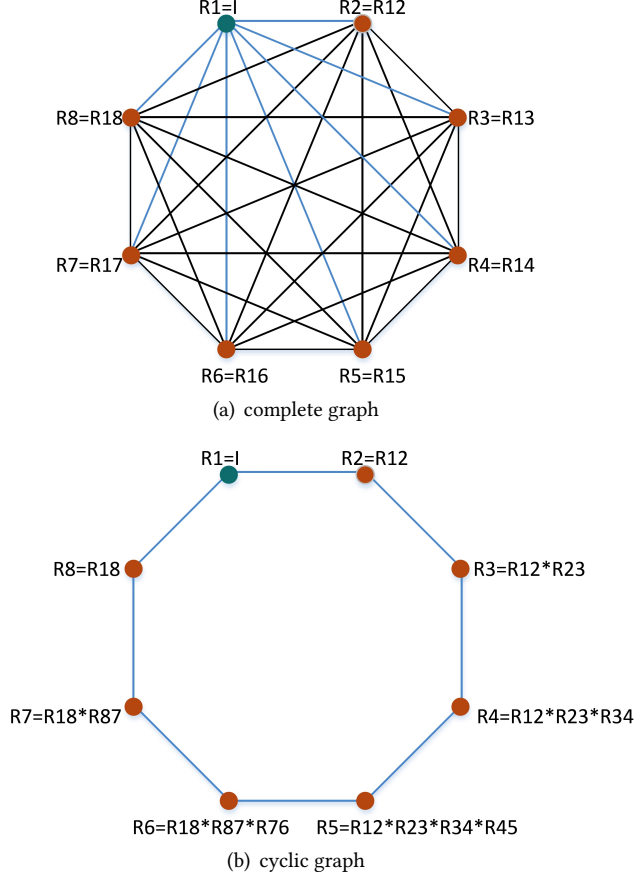 R1=I
R2=R12
R8=R18
R3=R13
R7=R17
R4=R14
R6=R16
R5=R15
(a) complete graph
R1=I
R2=R12
R8=R18
R3=R12*R23
R7=R18*R87
R4=R12*R23*R34
R6=R18*R87*R76
R5=R12*R23*R34*R45
(b) cyclic graph